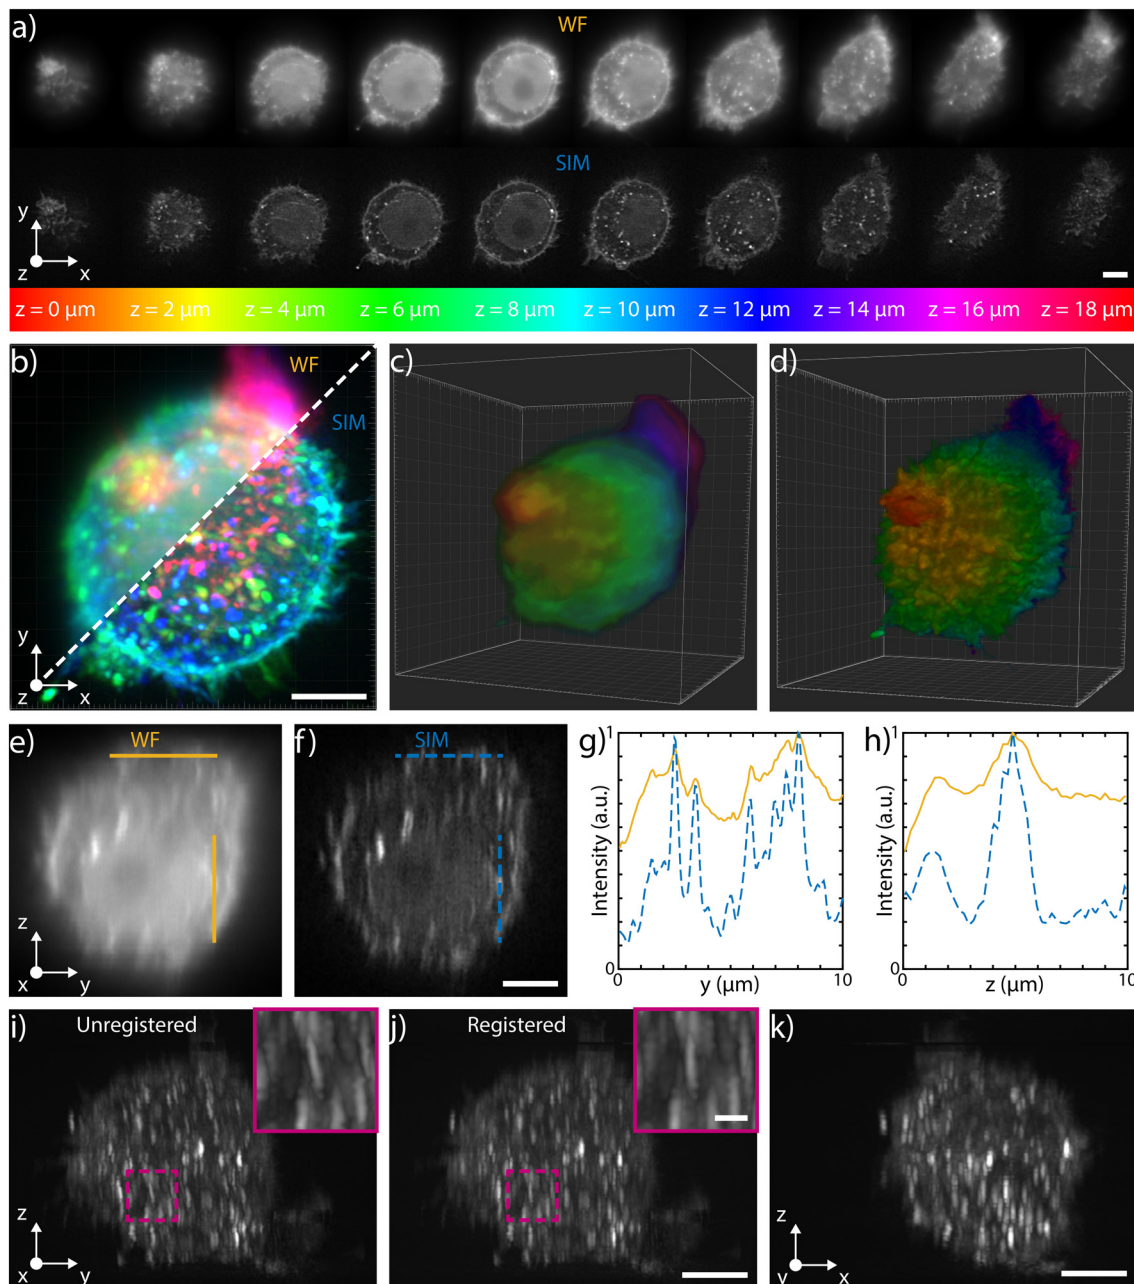 a)
WF
SIM
y
z
x
z = 0 μm z = 2 μm z = 4 μm z = 6 μm z = 8 μm z = 10 μm z = 12 μm z = 14 μm z = 16 μm z = 18 μm
b)
WF
SIM
y
z
x
c)
d)
e)
WF
z
x
y
f)
SIM
g)
1
Intensity (a.u.)
0
0
y (μm)
10
h)
1
Intensity (a.u.)
0
0
z (μm)
10
i)
Unregistered
z
x
y
j)
Registered
k)
z
y
x